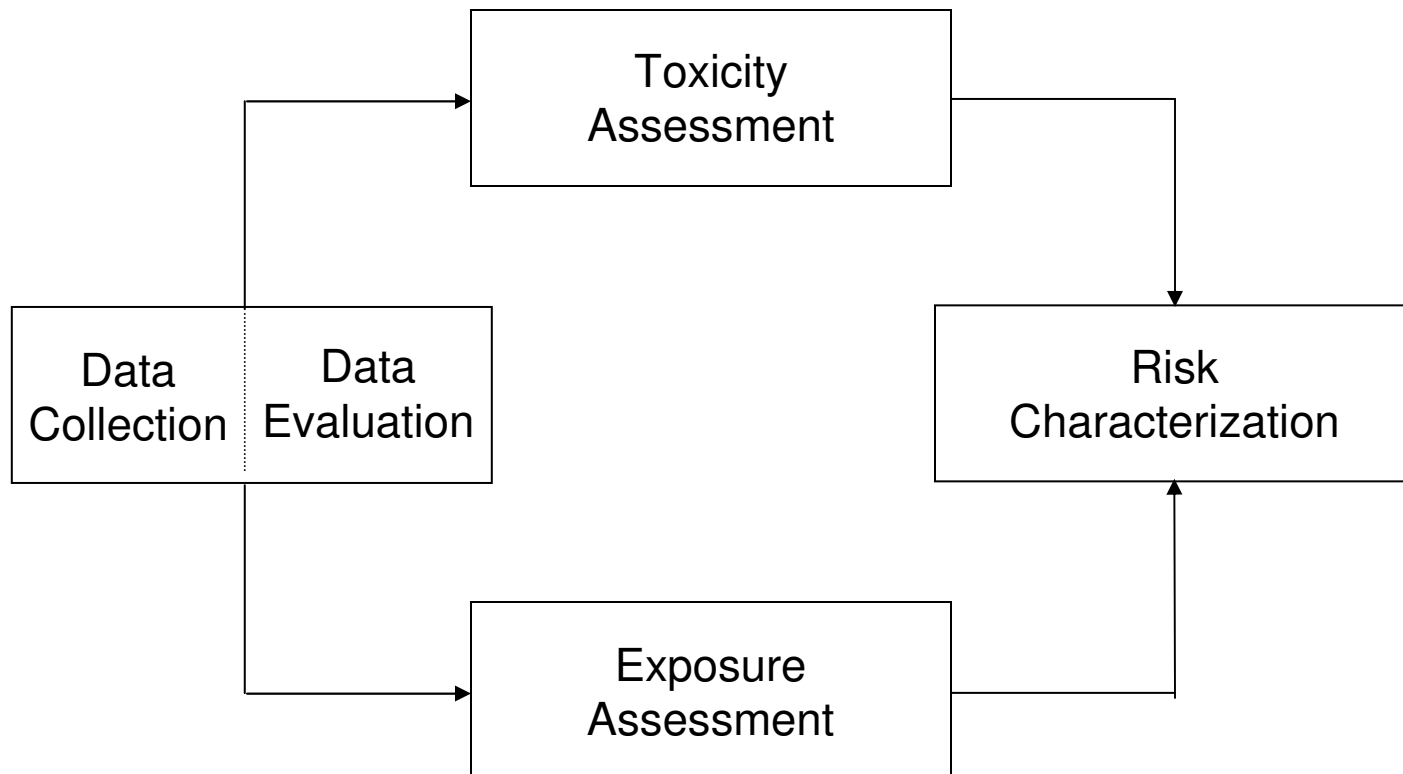 Toxicity
Assessment
Data
Collection
Data
Evaluation
Risk
Characterization
Exposure
Assessment